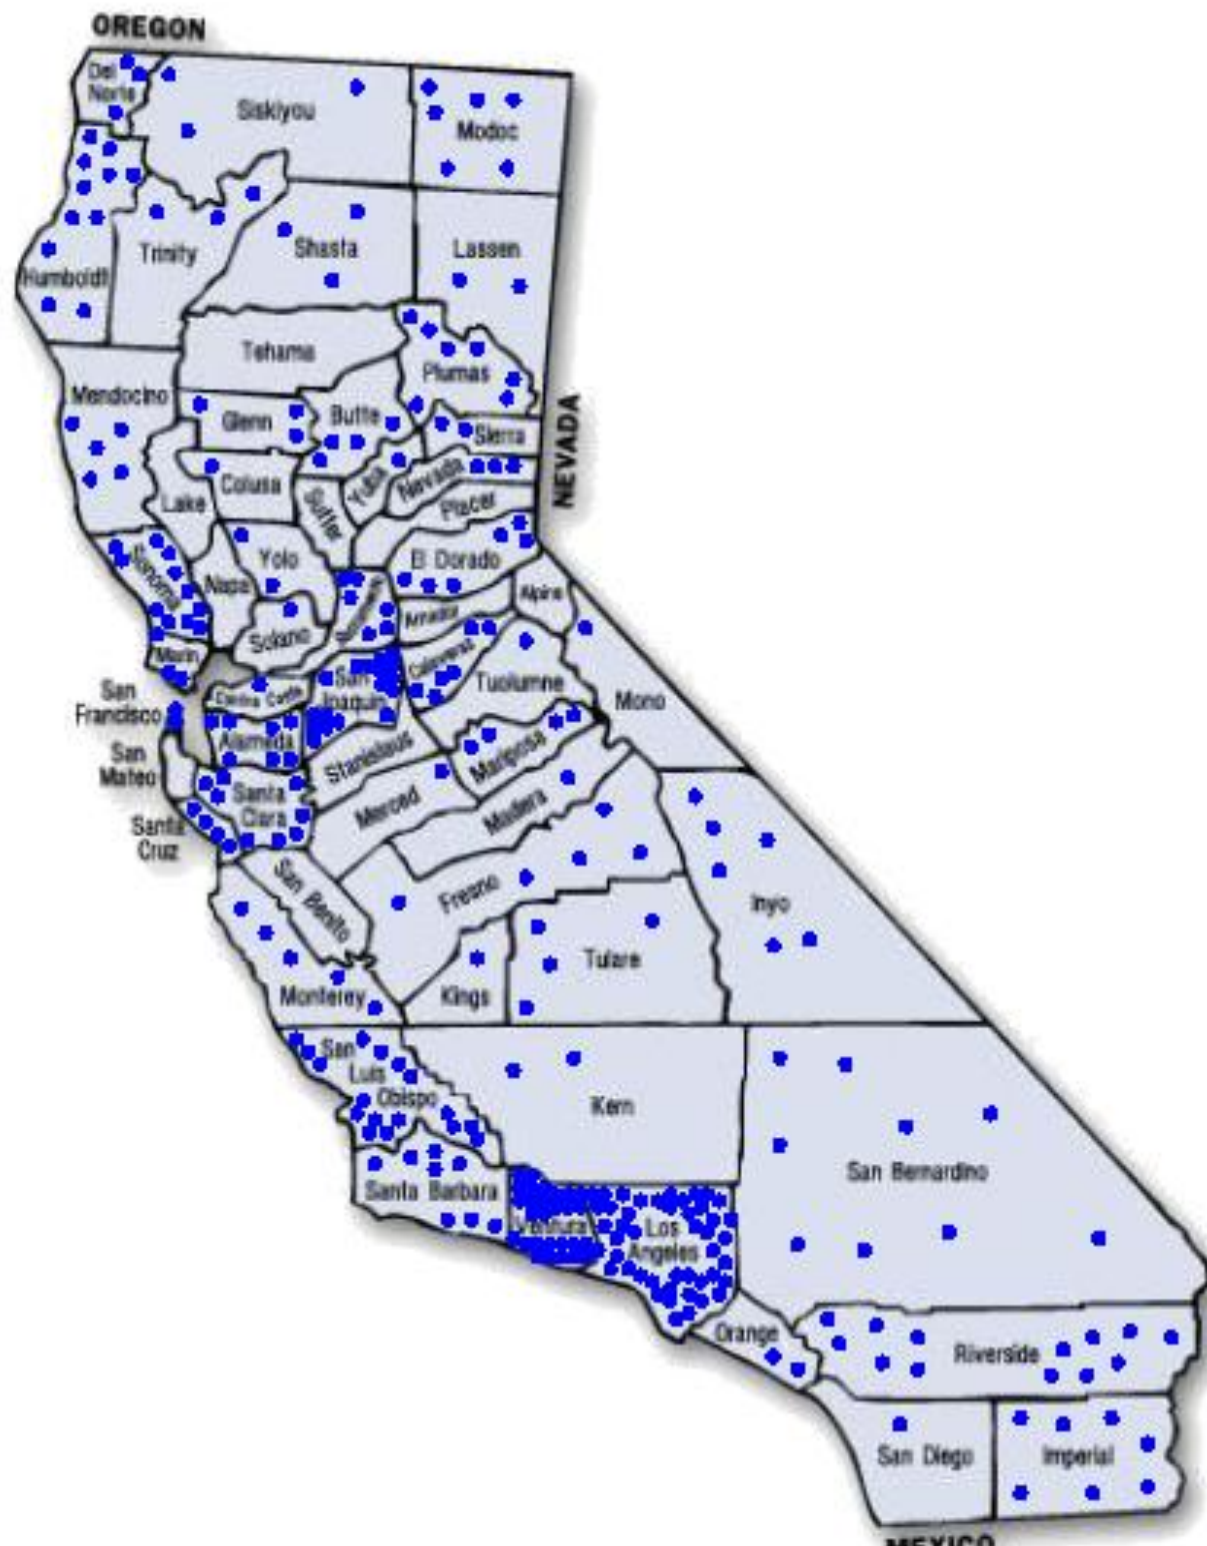 OREGON
Del
Norte
Siskiyou
Modoc
Humboldt
Trinity
Shasta
Lassen
Tehama
Plumas
Mendocino
Glenn
Butte
Sierra
NEVADA
Lake
Colusa
Sutter
Yuba
Nevada
Placer
Sonoma
Napa
Yolo
El Dorado
Alpine
Solano
Amador
Marin
Calaveras
Tuolumne
Mono
San
Francisco
Contra Costa
San
Joaquin
San
Mateo
Alameda
Stanislaus
Mariposa
Santa
Clara
Merced
Madera
Santa
Cruz
San Benito
Fresno
Inyo
Monterey
Kings
Tulare
San
Luis
Obispo
Kern
San Bernardino
Santa Barbara
Ventura
Los
Angeles
Orange
Riverside
San Diego
Imperial
MEXICO